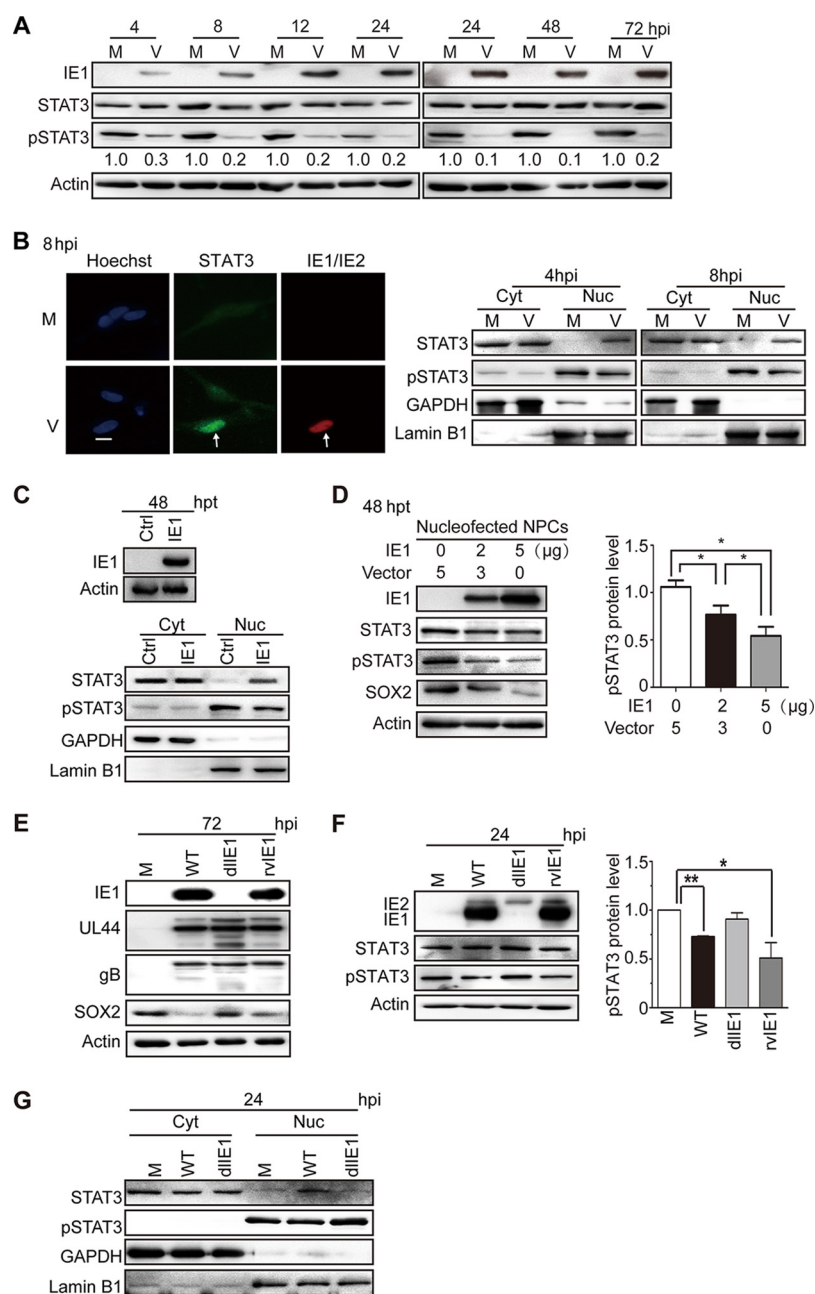 A
4 8 12 24 24 48 72 hpi
M V M V M V M V M V M V M V
IE1
STAT3
pSTAT3
1.0 0.3 1.0 0.2 1.0 0.2 1.0 0.2 1.0 0.1 1.0 0.1 1.0 0.2
Actin
B
8 hpi
Hoechst STAT3 IE1/IE2
M
V
4hpi 8hpi
Cyt Nuc Cyt Nuc
M V M V M V M V
STAT3
pSTAT3
GAPDH
Lamin B1
C
48 hpt
Ctrl IE1
IE1
Actin
Cyt Nuc
Ctrl IE1 Ctrl IE1
STAT3
pSTAT3
GAPDH
Lamin B1
D
48 hpt
Nucleofected NPCs
IE1 0 2 5 (μg)
Vector 5 3 0
IE1
STAT3
pSTAT3
SOX2
Actin
pSTAT3 protein level
1.5
1.0
0.5
0
*
* *
IE1 0 2 5 (μg)
Vector 5 3 0
E
72 hpi
M WT dlIE1 rvIE1
IE1
UL44
gB
SOX2
Actin
F
24 hpi
M WT dlIE1 rvIE1
IE2
IE1
STAT3
pSTAT3
Actin
pSTAT3 protein level
1.5
1.0
0.5
0
*
**
M WT dlIE1 rvIE1
G
24 hpi
Cyt Nuc
M WT dlIE1 M WT dlIE1
STAT3
pSTAT3
GAPDH
Lamin B1